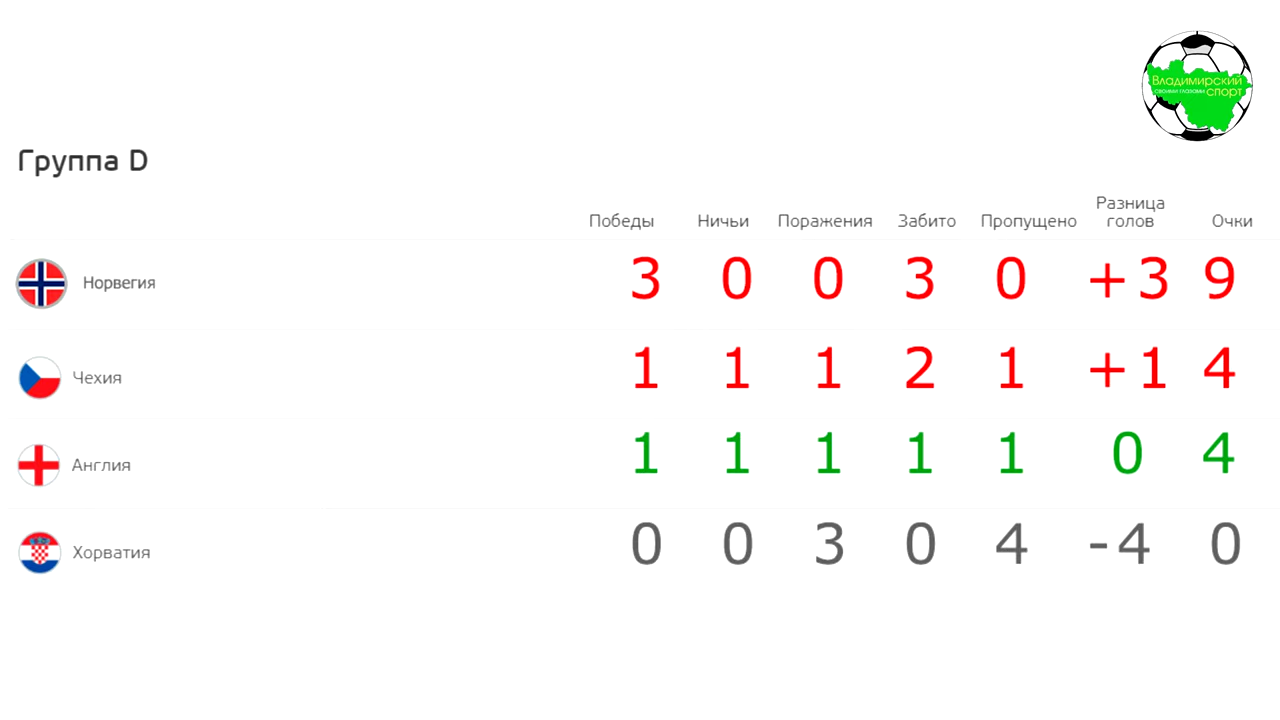 Владимирский
своими глазами спорт
Группа D
Победы Ничьи Поражения Забито Пропущено Разница голов Очки
Норвегия 3 0 0 3 0 +3 9
Чехия 1 1 1 2 1 +1 4
Англия 1 1 1 1 1 0 4
Хорватия 0 0 3 0 4 -4 0